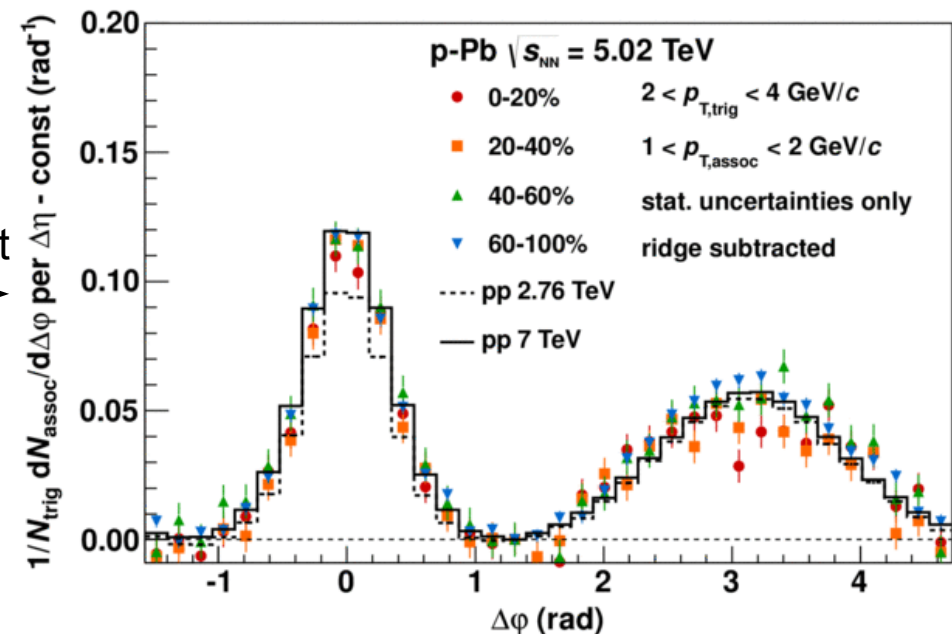 1/N_trig dN_assoc/dΔφ per Δη - const (rad⁻¹)
t
0.20
0.15
0.10
0.05
0.00
p-Pb √s_NN = 5.02 TeV
0-20% 2 < p_T,trig < 4 GeV/c
20-40% 1 < p_T,assoc < 2 GeV/c
40-60% stat. uncertainties only
60-100% ridge subtracted
pp 2.76 TeV
pp 7 TeV
-1 0 1 2 3 4
Δφ (rad)